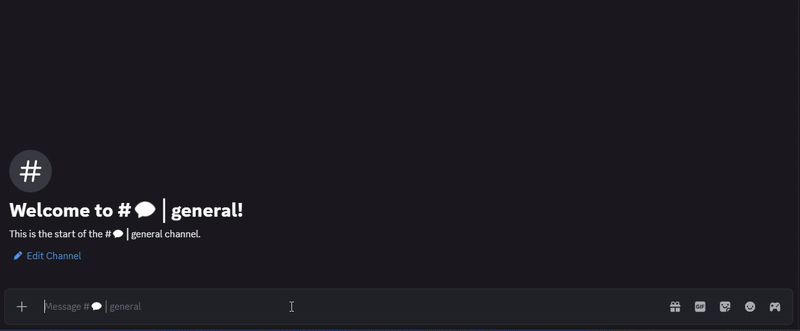 #
Welcome to # 💬 | general!
This is the start of the # 💬 | general channel.
Edit Channel
Message # 💬 | general
GIF